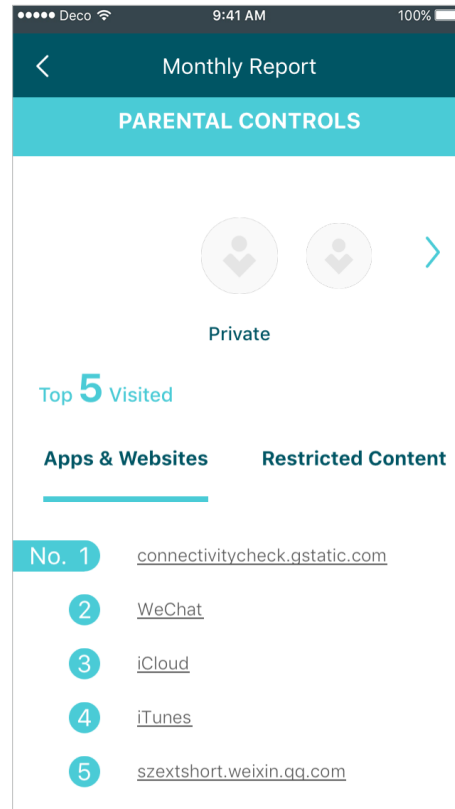 Deco 9:41 AM 100%
Monthly Report
PARENTAL CONTROLS
Private
Top 5 Visited
Apps & Websites Restricted Content
No. 1 connectivitycheck.gstatic.com
2 WeChat
3 iCloud
4 iTunes
5 szextshort.weixin.qq.com